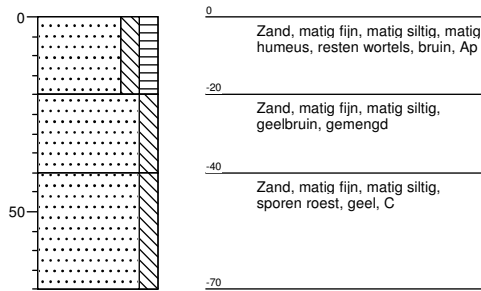 0
0
Zand, matig fijn, matig siltig, matig
humeus, resten wortels, bruin, Ap
-20
Zand, matig fijn, matig siltig,
geelbruin, gemengd
-40
Zand, matig fijn, matig siltig,
sporen roest, geel, C
50
-70